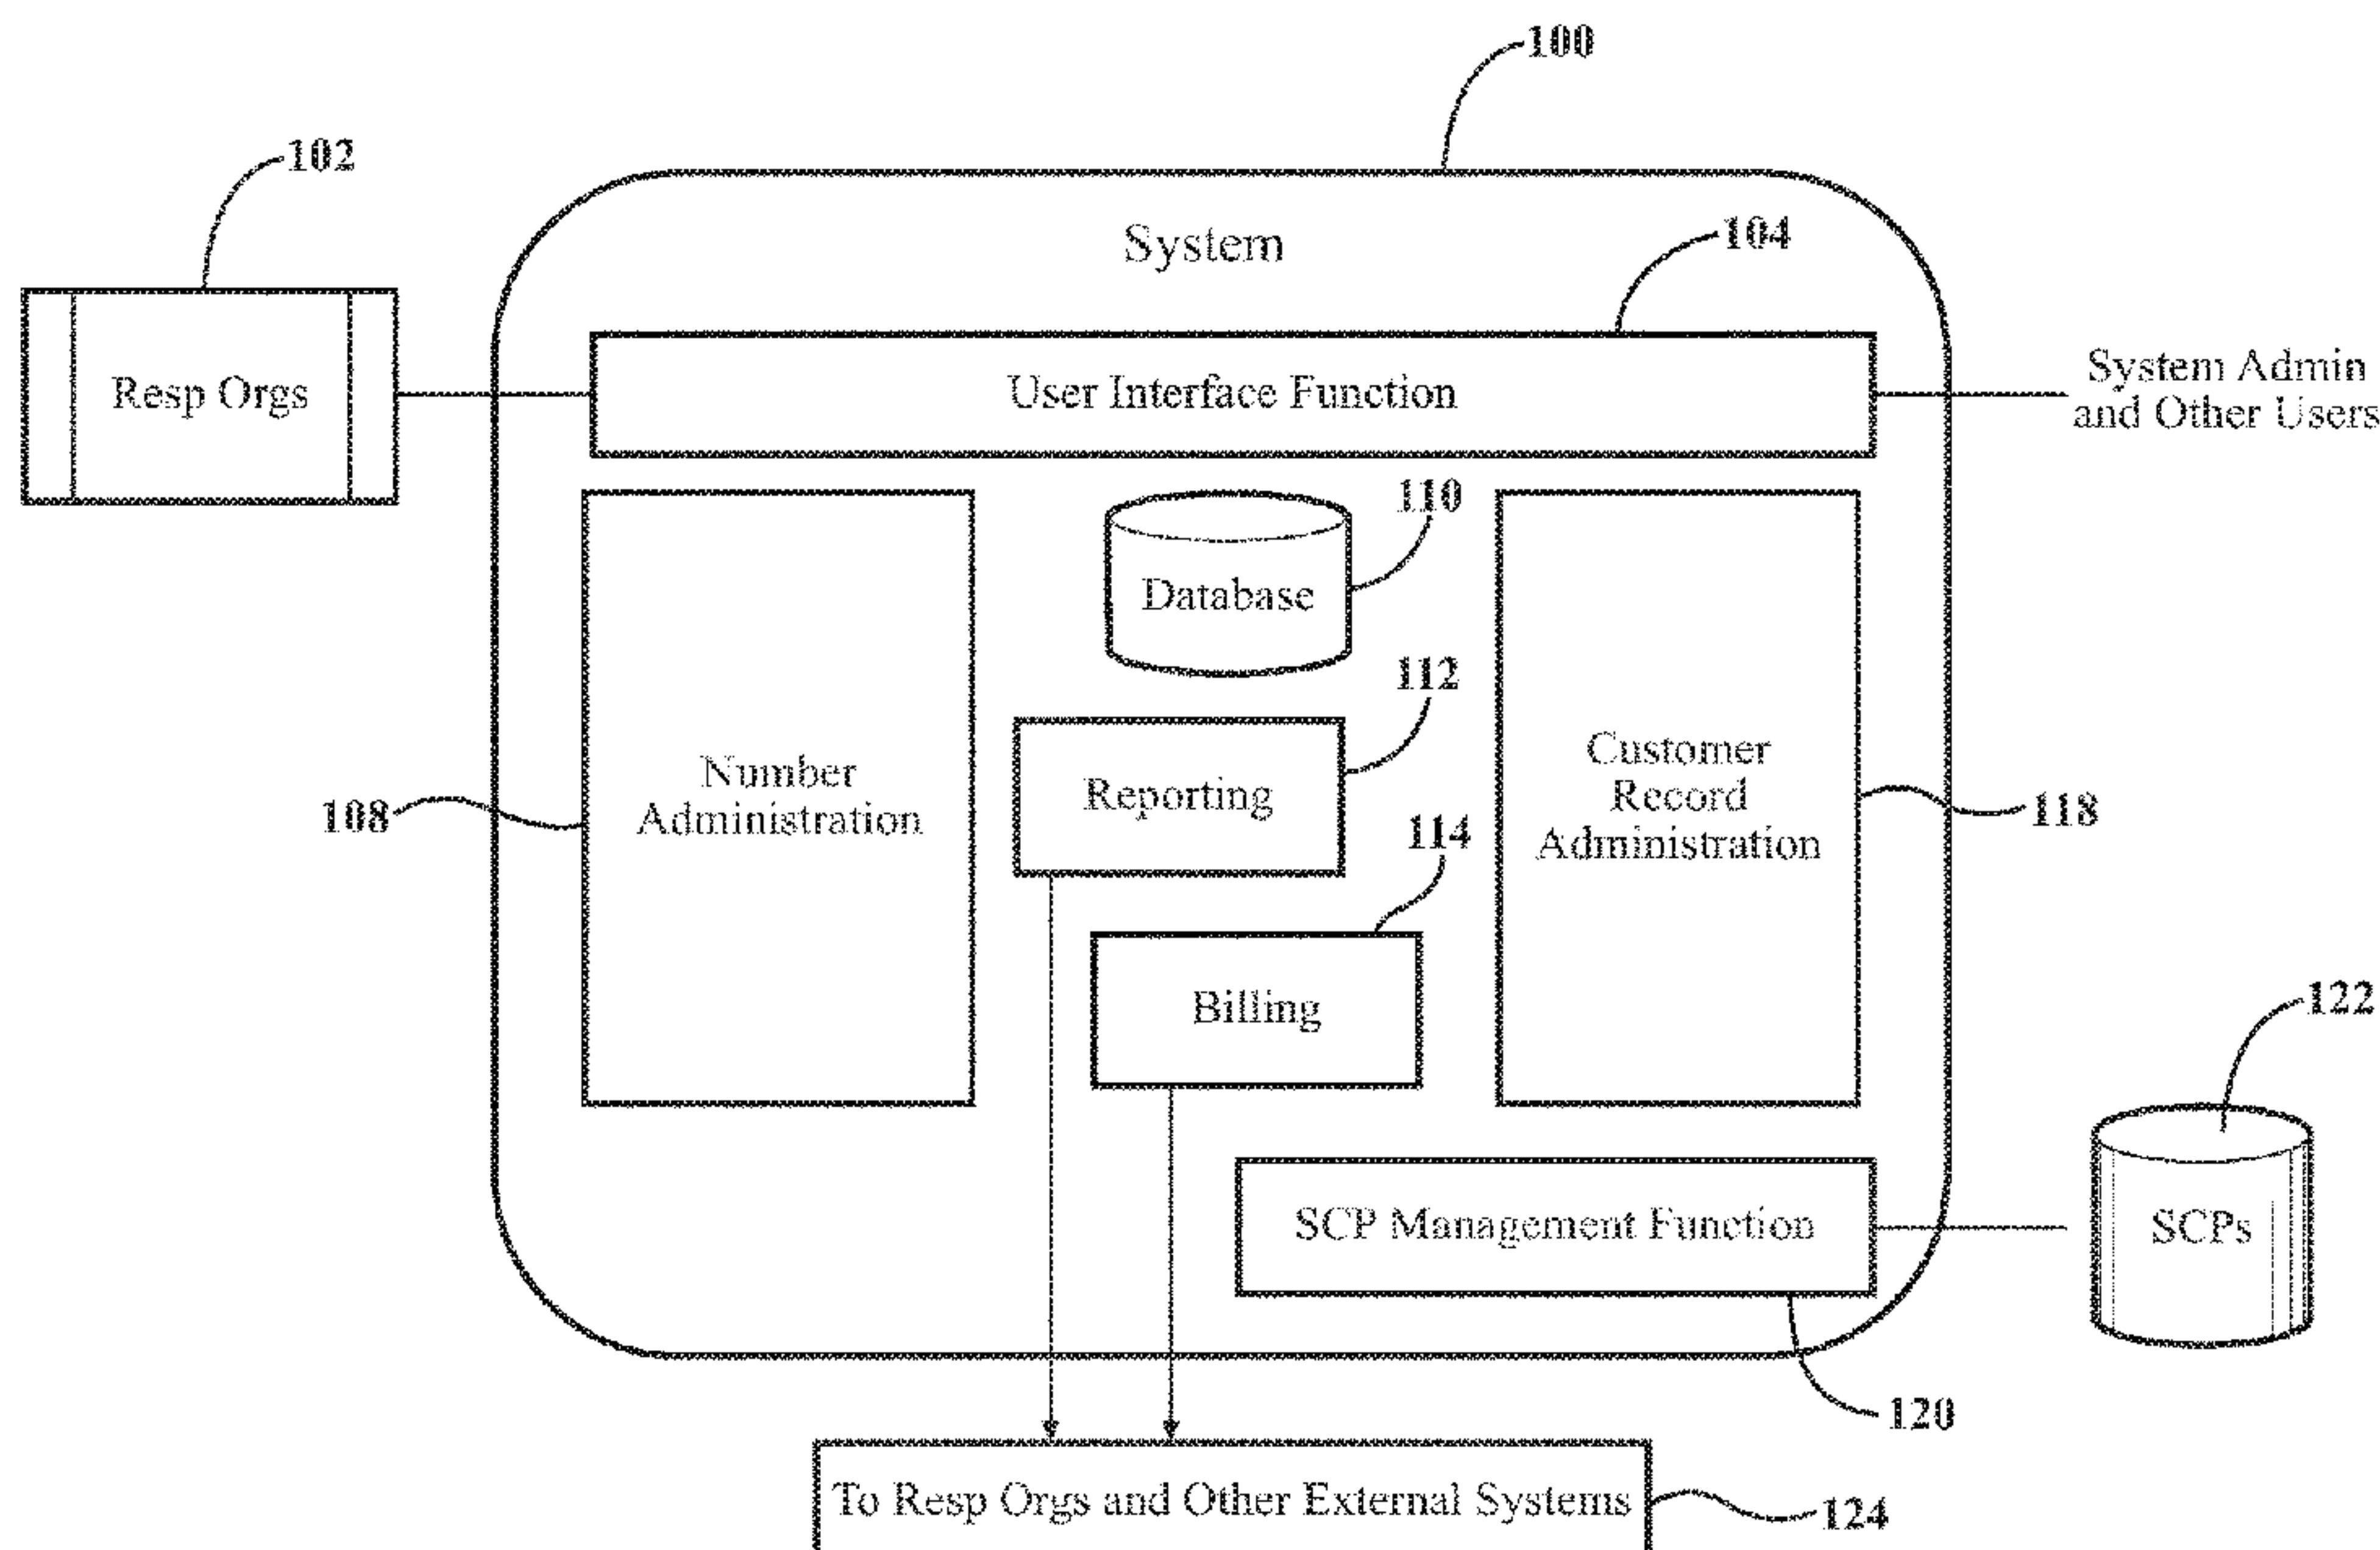 100
102
System
104
Resp Orgs
User Interface Function
System Admin
and Other Users
110
Database
112
Number
Administration
Reporting
Customer
Record
Administration
108
118
114
Billing
122
SCP Management Function
SCPs
120
To Resp Orgs and Other External Systems
124